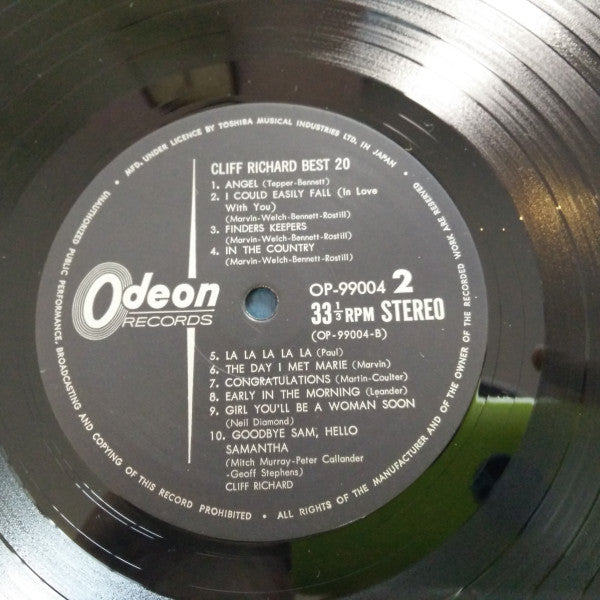 MFD. UNDER LICENCE BY TOSHIBA MUSICAL INDUSTRIES LTD. IN JAPAN •
CLIFF RICHARD BEST 20
1. ANGEL (Tepper-Bennett)
2. I COULD EASILY FALL (In Love
With You)
(Marvin-Welch-Bennett-Rostill)
3. FINDERS KEEPERS
(Marvin-Welch-Bennett-Rostill)
4. IN THE COUNTRY
(Marvin-Welch-Bennett-Rostill)
Odeon
RECORDS
OP-99004 2
33 1/3 RPM STEREO
(OP-99004-B)
5. LA LA LA LA LA (Paul)
6. THE DAY I MET MARIE (Marvin)
7. CONGRATULATIONS (Martin-Coulter)
8. EARLY IN THE MORNING (Leander)
9. GIRL YOU'LL BE A WOMAN SOON
(Neil Diamond)
10. GOODBYE SAM, HELLO
SAMANTHA
(Mitch Murray-Peter Callander
-Geoff Stephens)
CLIFF RICHARD
UNAUTHORIZED PUBLIC PERFORMANCE, BROADCASTING AND COPYING OF THIS RECORD PROHIBITED • ALL RIGHTS OF THE MANUFACTURER AND OF THE OWNER OF THE RECORDED WORK ARE RESERVED